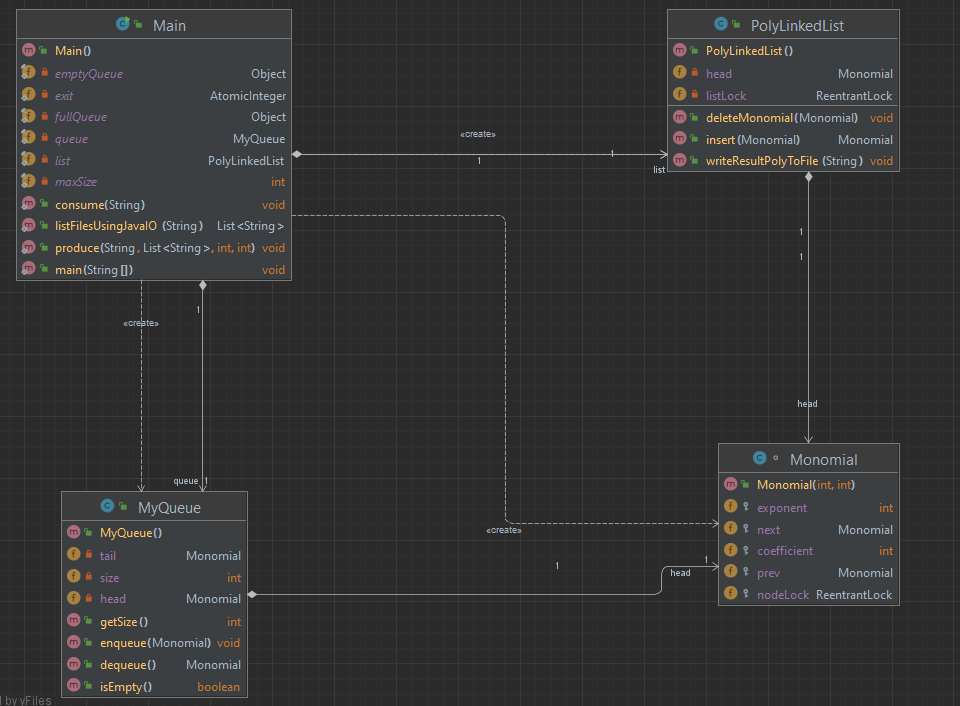 Main
Main()
emptyQueue Object
exit AtomicInteger
fullQueue Object
queue MyQueue
list PolyLinkedList
maxSize int
consume(String) void
listFilesUsingJavaIO (String) List<String>
produce(String, List<String>, int, int) void
main(String[]) void
PolyLinkedList
PolyLinkedList()
head Monomial
listLock ReentrantLock
deleteMonomial(Monomial) void
insert(Monomial) Monomial
writeResultPolyToFile (String) void
«create»
1
1
list
1
1
head
«create»
1
queue 1
«create»
1
1
head
Monomial
Monomial(int, int)
exponent int
next Monomial
coefficient int
prev Monomial
nodeLock ReentrantLock
MyQueue
MyQueue()
tail Monomial
size int
head Monomial
getSize() int
enqueue(Monomial) void
dequeue() Monomial
isEmpty() boolean
by yFiles